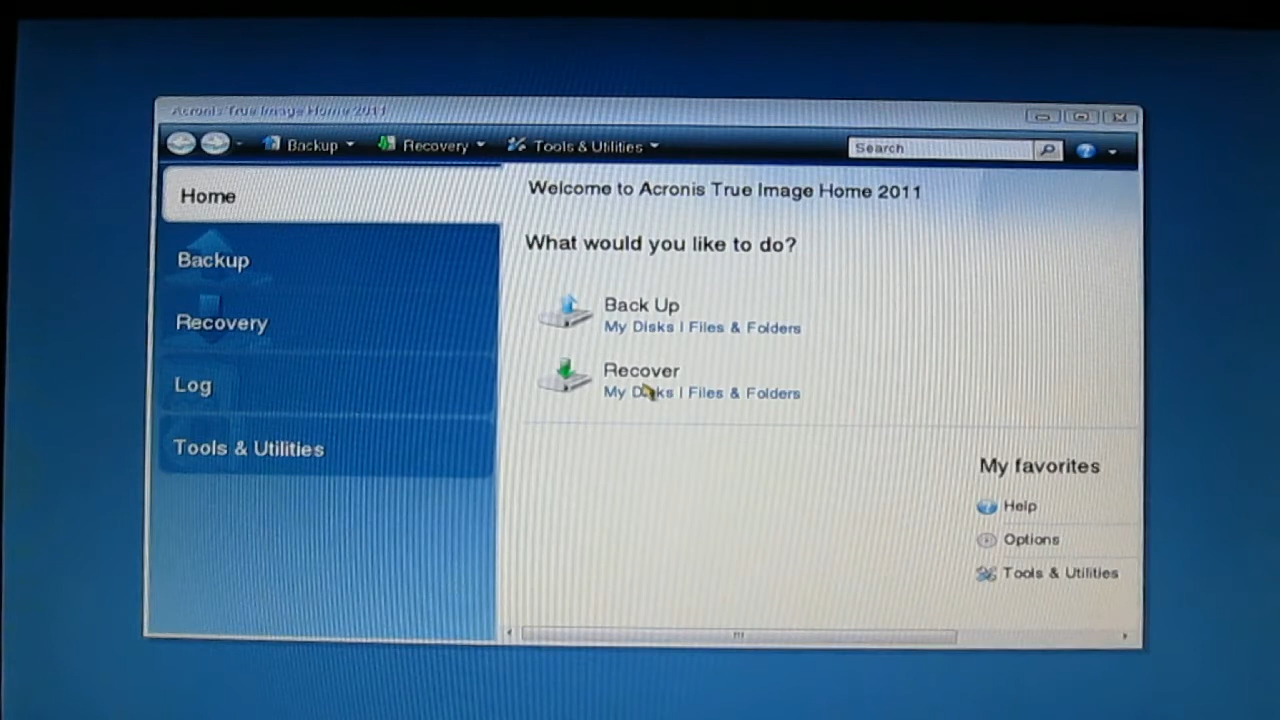 Acronis True Image Home 2011
Backup Recovery Tools & Utilities Search
Home
Backup
Recovery
Log
Tools & Utilities
Welcome to Acronis True Image Home 2011
What would you like to do?
Back Up
My Disks | Files & Folders
Recover
My Disks | Files & Folders
My favorites
Help
Options
Tools & Utilities